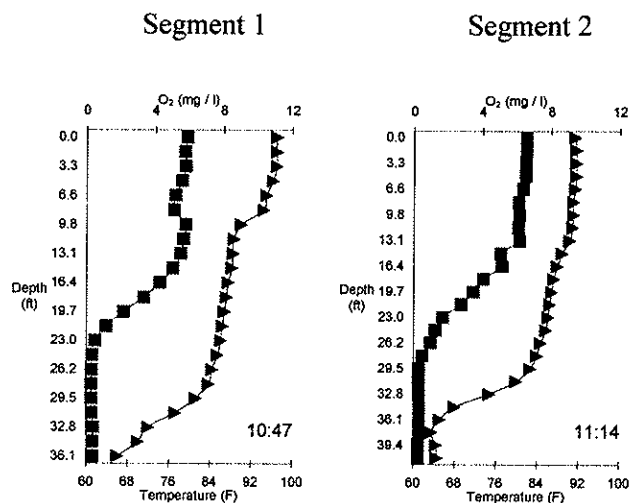 Segment 1
Segment 2
O₂ (mg / l)
O₂ (mg / l)
0 4 8 12
0 4 8 12
0.0
3.3
6.6
9.8
13.1
16.4
19.7
23.0
26.2
29.5
32.8
36.1
Depth
(ft)
10:47
60 68 76 84 92 100
Temperature (F)
0.0
3.3
6.6
9.8
13.1
16.4
19.7
23.0
26.2
29.5
32.8
36.1
39.4
Depth
(ft)
11:14
60 68 76 84 92 100
Temperature (F)